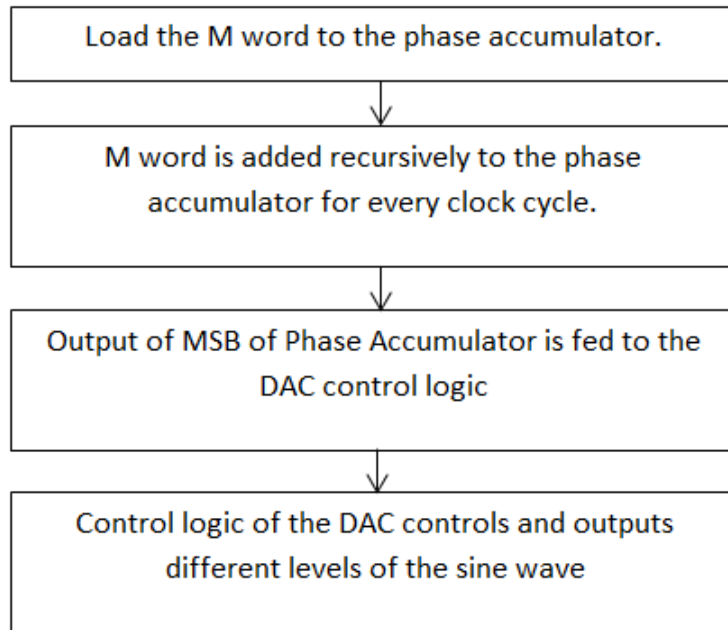 Load the M word to the phase accumulator.
M word is added recursively to the phase
accumulator for every clock cycle.
Output of MSB of Phase Accumulator is fed to the
DAC control logic
Control logic of the DAC controls and outputs
different levels of the sine wave